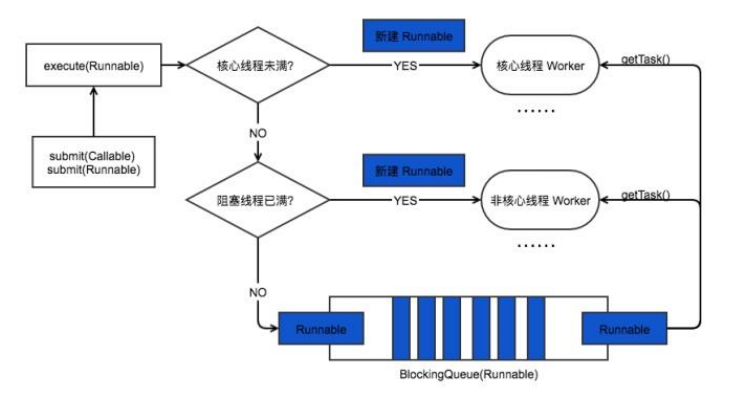 新建 Runnable
execute(Runnable)
核心线程未满?
YES
核心线程 Worker
getTask()
......
NO
submit(Callable)
submit(Runnable)
新建 Runnable
阻塞线程已满?
YES
非核心线程 Worker
getTask()
......
NO
Runnable
Runnable
BlockingQueue(Runnable)